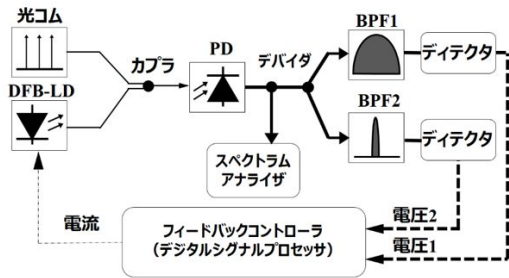 光コム
DFB-LD
カプラ
PD
デバイダ
BPF1
ディテクタ
BPF2
ディテクタ
スペクトラム
アナライザ
電流
フィードバックコントローラ
(デジタルシグナルプロセッサ)
電圧2
電圧1